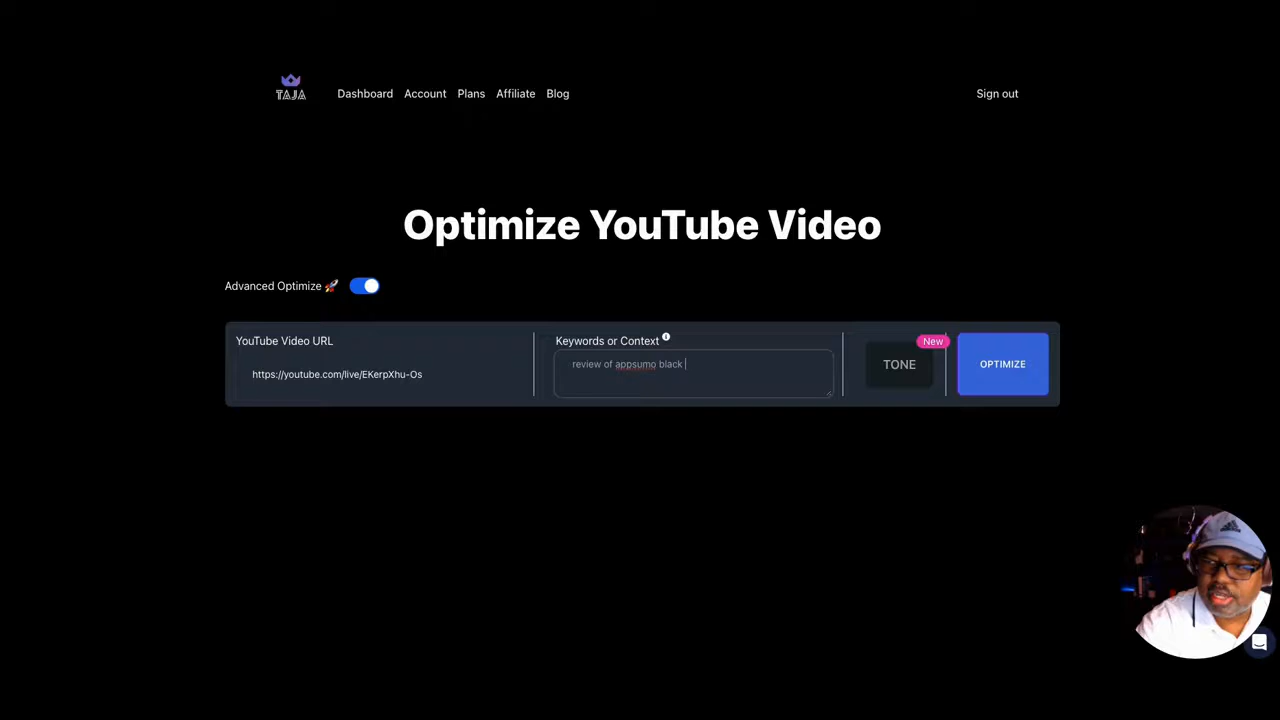 TAJA
Dashboard Account Plans Affiliate Blog Sign out
Optimize YouTube Video
Advanced Optimize 🚀
YouTube Video URL
https://youtube.com/live/EKerpXhu-Os
Keywords or Context
review of appsumo black
New
TONE
OPTIMIZE